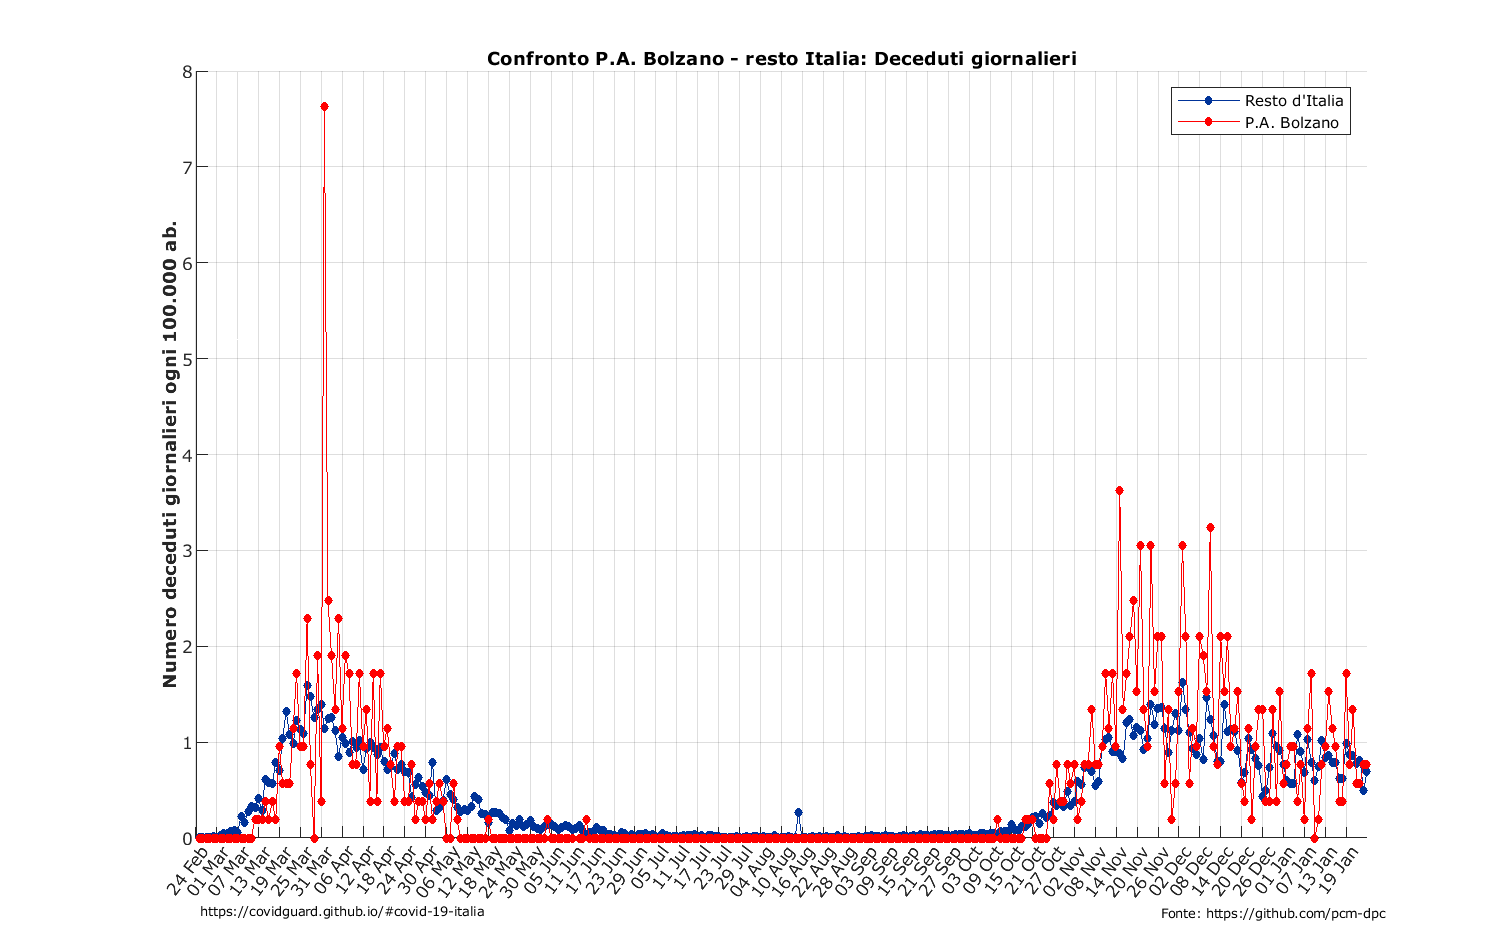 Confronto P.A. Bolzano - resto Italia: Deceduti giornalieri
Resto d'Italia
P.A. Bolzano
Numero deceduti giornalieri ogni 100.000 ab.
8
7
6
5
4
3
2
1
0
24 Feb
01 Mar
07 Mar
13 Mar
19 Mar
25 Mar
31 Mar
06 Apr
12 Apr
18 Apr
24 Apr
30 Apr
06 May
12 May
18 May
24 May
30 May
05 Jun
11 Jun
17 Jun
23 Jun
29 Jun
05 Jul
11 Jul
17 Jul
23 Jul
29 Jul
04 Aug
10 Aug
16 Aug
22 Aug
28 Aug
03 Sep
09 Sep
15 Sep
21 Sep
27 Sep
03 Oct
09 Oct
15 Oct
21 Oct
27 Oct
02 Nov
08 Nov
14 Nov
20 Nov
26 Nov
02 Dec
08 Dec
14 Dec
20 Dec
26 Dec
01 Jan
07 Jan
13 Jan
19 Jan
https://covidguard.github.io/#covid-19-italia
Fonte: https://github.com/pcm-dpc